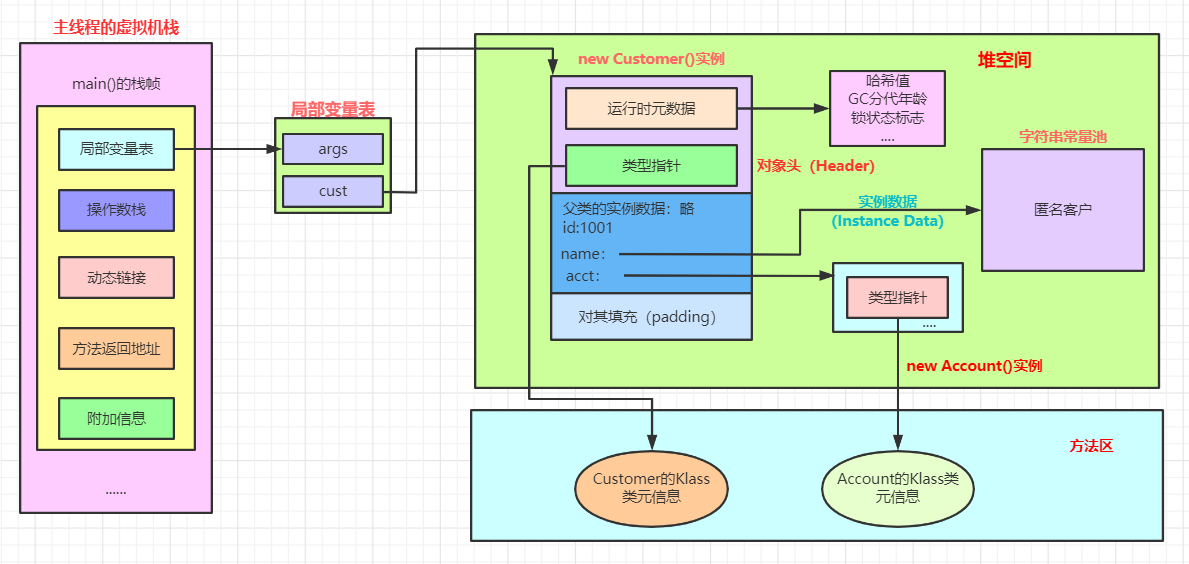 主线程的虚拟机栈
main()的栈帧
局部变量表
操作数栈
动态链接
方法返回地址
附加信息
......
局部变量表
args
cust
堆空间
new Customer()实例
运行时元数据
类型指针
对象头（Header）
哈希值
GC分代年龄
锁状态标志
....
字符串常量池
匿名客户
父类的实例数据：略
id:1001
name：
acct：
实例数据
(Instance Data)
对其填充（padding）
类型指针
....
new Account()实例
方法区
Customer的Klass
类元信息
Account的Klass类
元信息